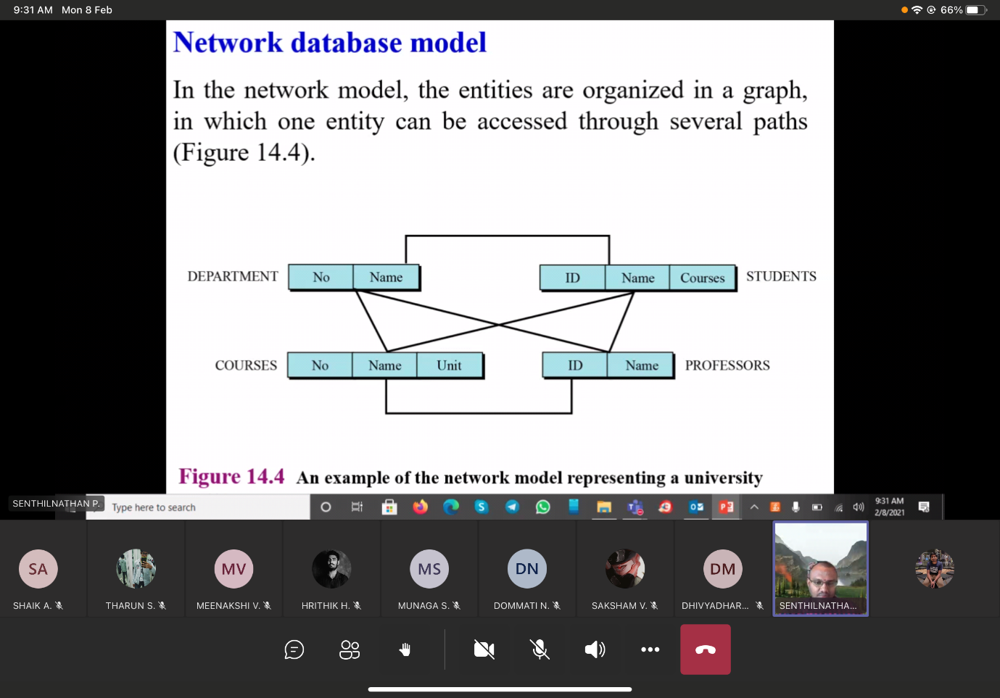 9:31 AM Mon 8 Feb
66%
Network database model
In the network model, the entities are organized in a graph,
in which one entity can be accessed through several paths
(Figure 14.4).
DEPARTMENT No Name
ID Name Courses STUDENTS
COURSES No Name Unit
ID Name PROFESSORS
Figure 14.4 An example of the network model representing a university
SENTHILNATHAN P.
Type here to search
9:31 AM
2/8/2021
SA
MV
MS
DN
DM
SHAIK A.
THARUN S.
MEENAKSHI V.
HRITHIK H.
MUNAGA S.
DOMMATI N.
SAKSHAM V.
DHIVYADHAR...
SENTHILNATHA...